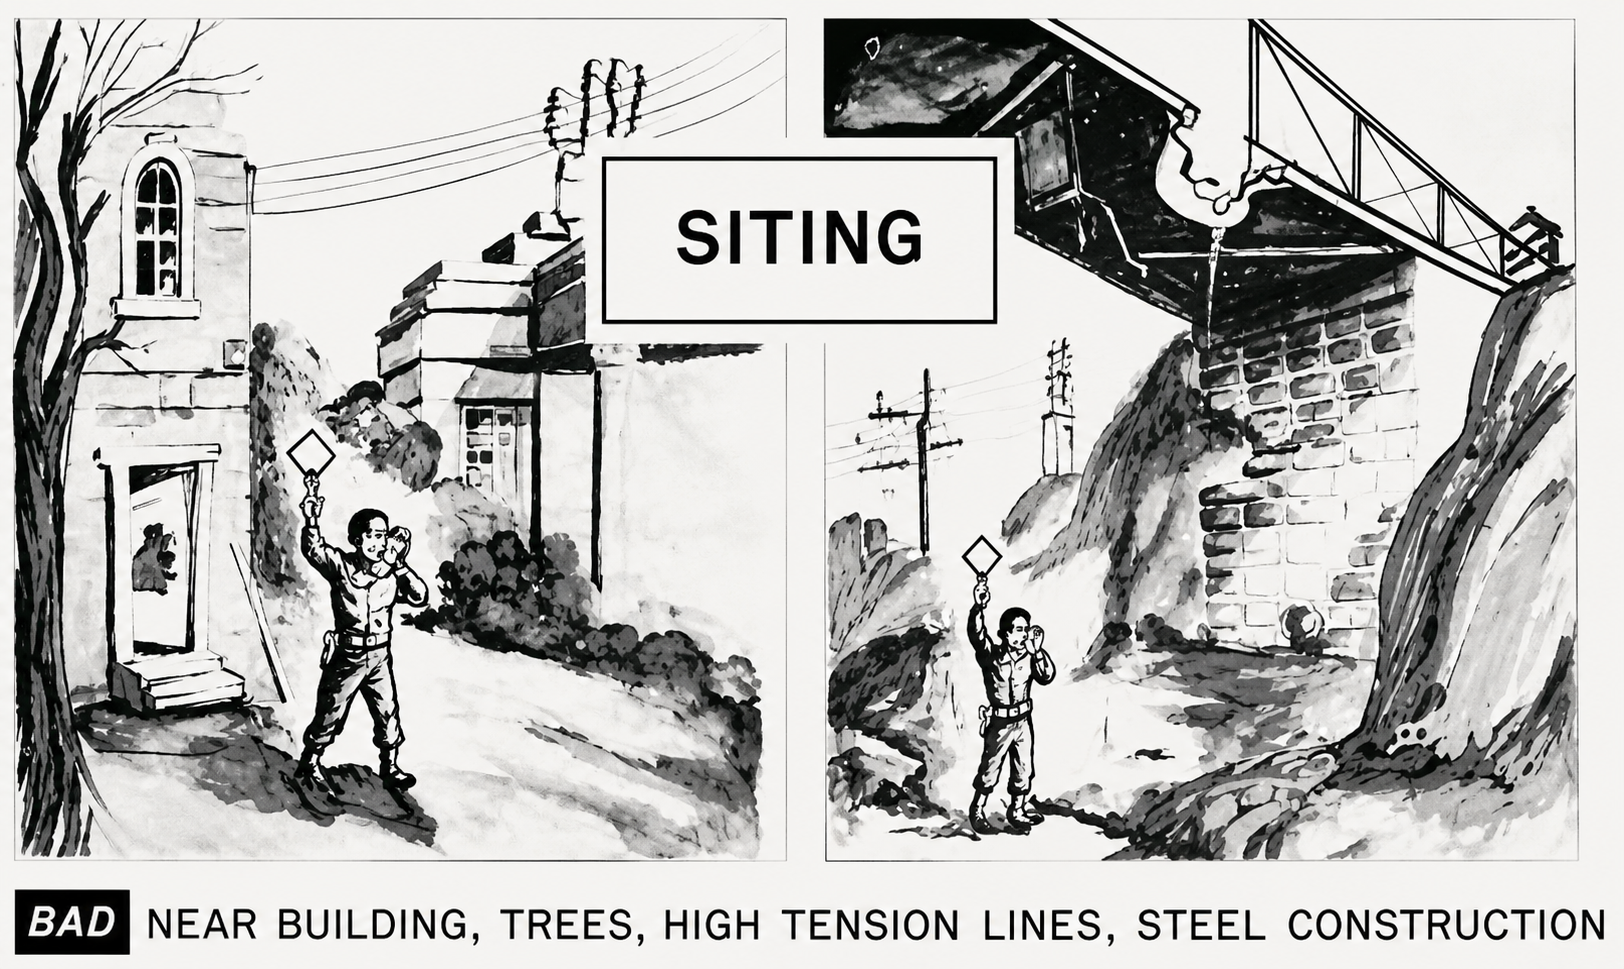 SITING
BAD NEAR BUILDING, TREES, HIGH TENSION LINES, STEEL CONSTRUCTION